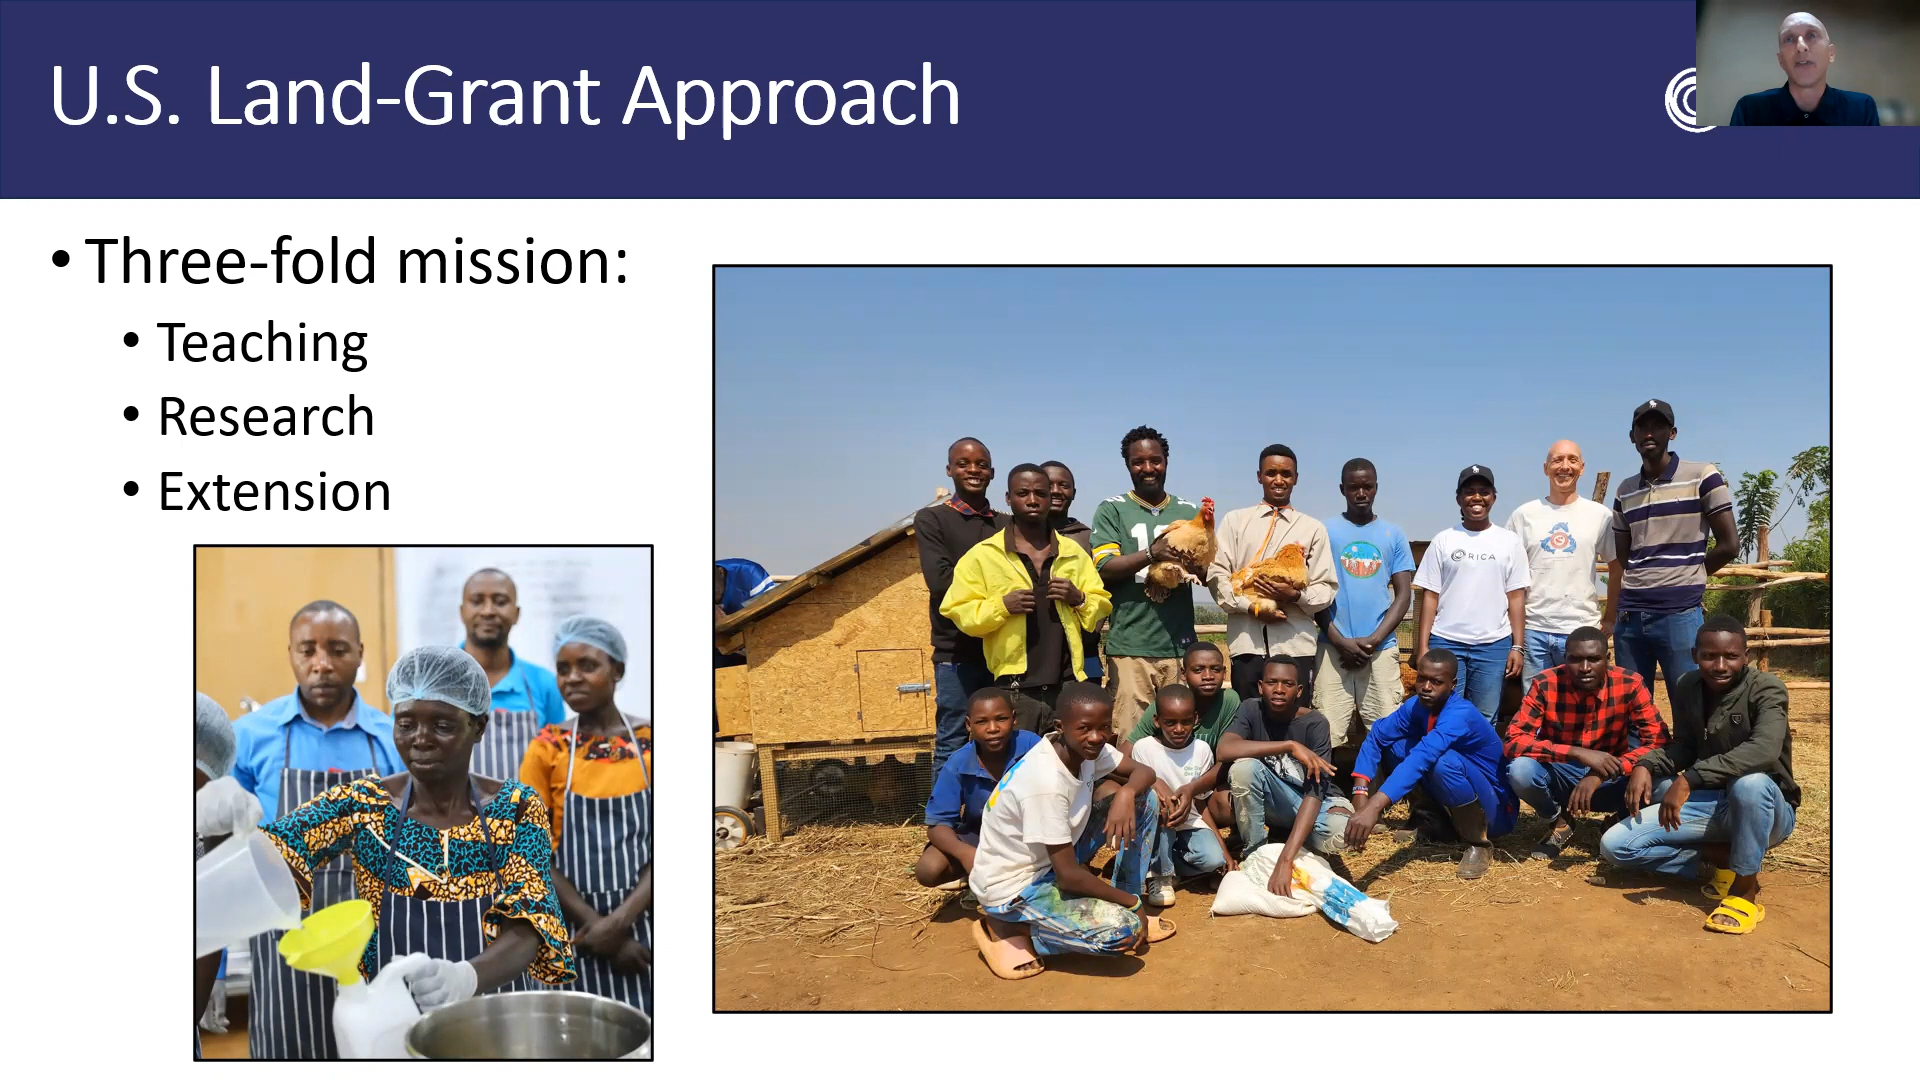 U.S. Land-Grant Approach
• Three-fold mission:
• Teaching
• Research
• Extension
RICA